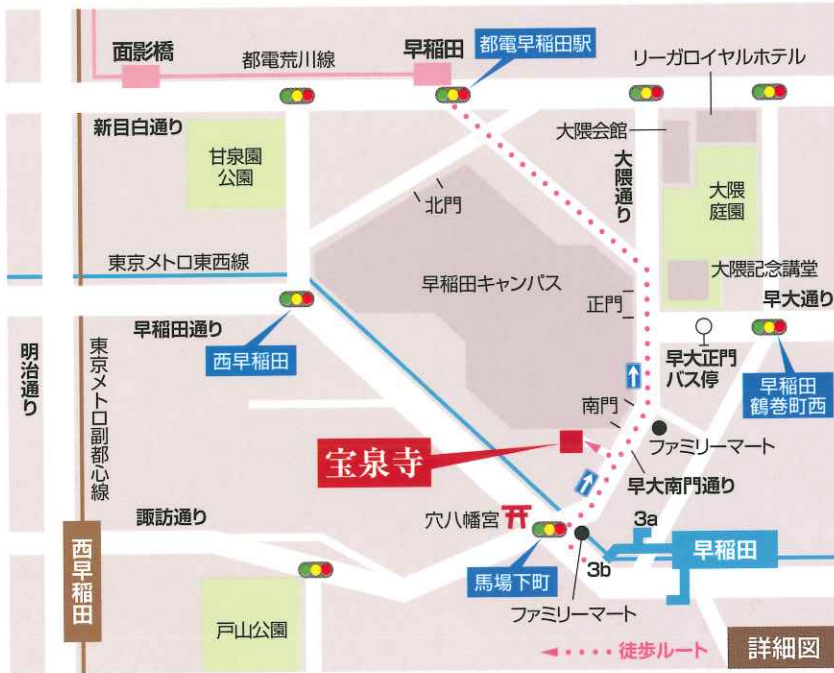 面影橋
都電荒川線
早稲田
都電早稲田駅
リーガロイヤルホテル
新目白通り
甘泉園
公園
北門
大隈会館
大隈通り
大隈
庭園
東京メトロ東西線
早稲田キャンパス
大隈記念講堂
正門
早大通り
早稲田通り
西早稲田
明治通り
東京メトロ副都心線
早大正門
バス停
早稲田
鶴巻町西
南門
ファミリーマート
宝泉寺
早大南門通り
諏訪通り
穴八幡宮
3a
早稲田
西早稲田
馬場下町
3b
ファミリーマート
戸山公園
徒歩ルート
詳細図